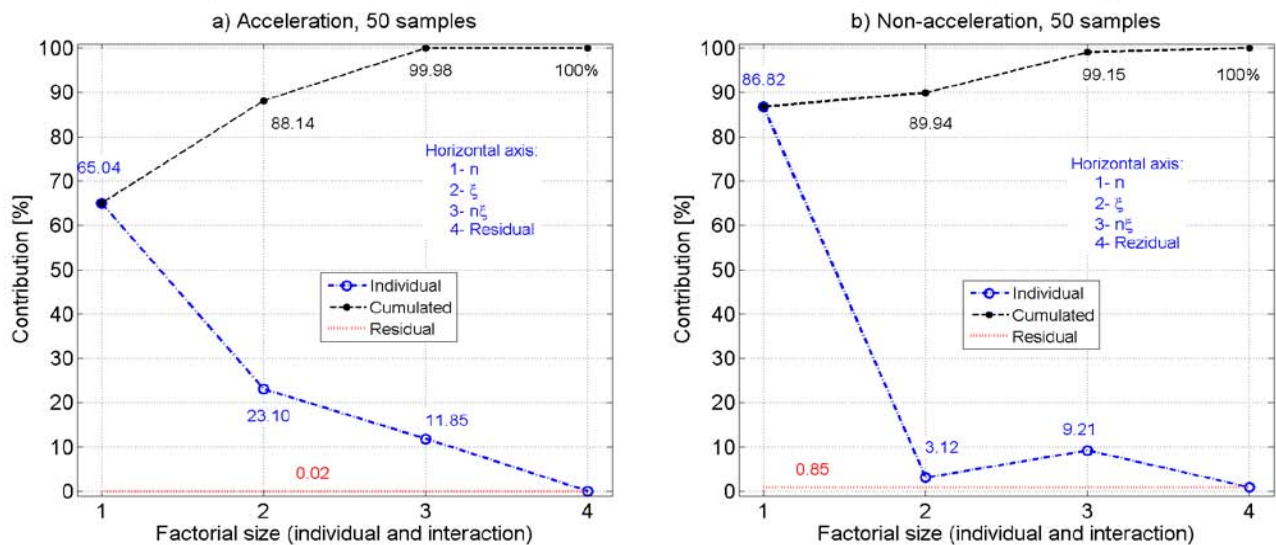 a) Acceleration, 50 samples
100
90
80
70
60
50
40
30
20
10
0
Contribution [%]
65.04
88.14
99.98
100%
Horizontal axis:
1- n
2- ξ
3- nξ
4- Residual
Individual
Cumulated
Residual
23.10
11.85
0.02
1
2
3
4
Factorial size (individual and interaction)
b) Non-acceleration, 50 samples
100
90
80
70
60
50
40
30
20
10
0
Contribution [%]
86.82
89.94
99.15
100%
Horizontal axis:
1- n
2- ξ
3- nξ
4- Rezidual
Individual
Cumulated
Residual
3.12
9.21
0.85
1
2
3
4
Factorial size (individual and interaction)